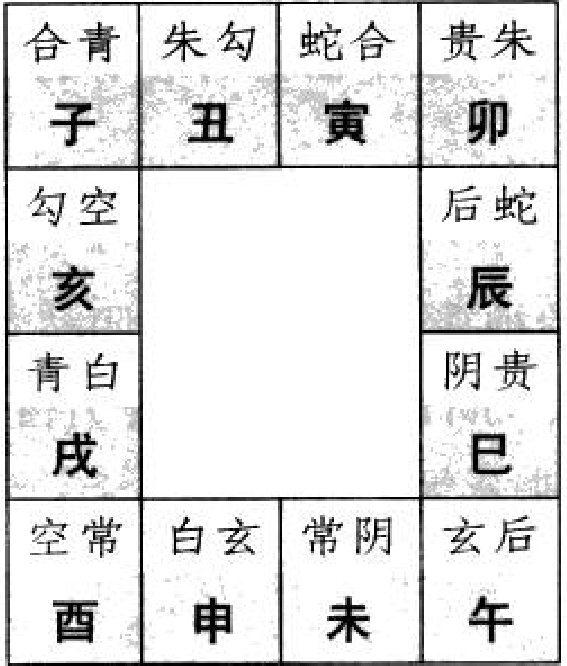 合青 朱勾 蛇合 贵朱
子 丑 寅 卯
勾空 后蛇
亥 辰
青白 阴贵
戌 巳
空常 白玄 常阴 玄后
酉 申 未 午